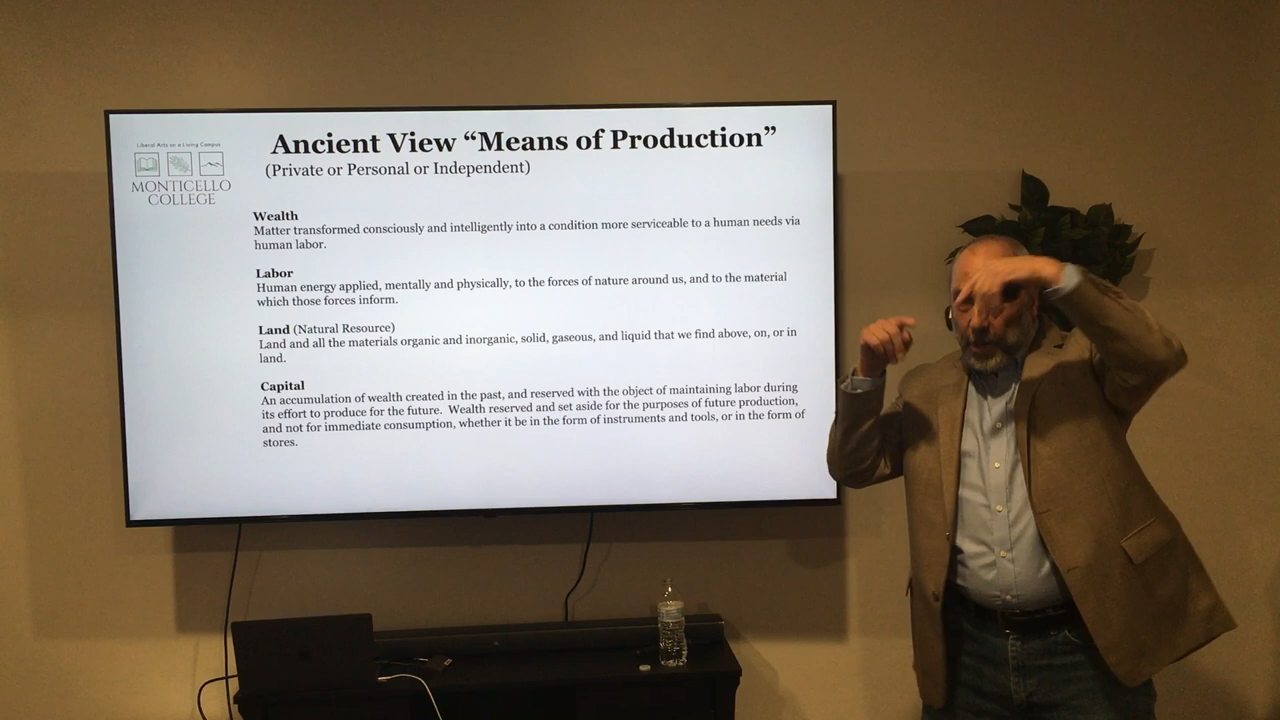 Liberal Arts on a Living Campus
MONTICELLO
COLLEGE
Ancient View “Means of Production”
(Private or Personal or Independent)
Wealth
Matter transformed consciously and intelligently into a condition more serviceable to a human needs via
human labor.
Labor
Human energy applied, mentally and physically, to the forces of nature around us, and to the material
which those forces inform.
Land (Natural Resource)
Land and all the materials organic and inorganic, solid, gaseous, and liquid that we find above, on, or in
land.
Capital
An accumulation of wealth created in the past, and reserved with the object of maintaining labor during
its effort to produce for the future. Wealth reserved and set aside for the purposes of future production,
and not for immediate consumption, whether it be in the form of instruments and tools, or in the form of
stores.